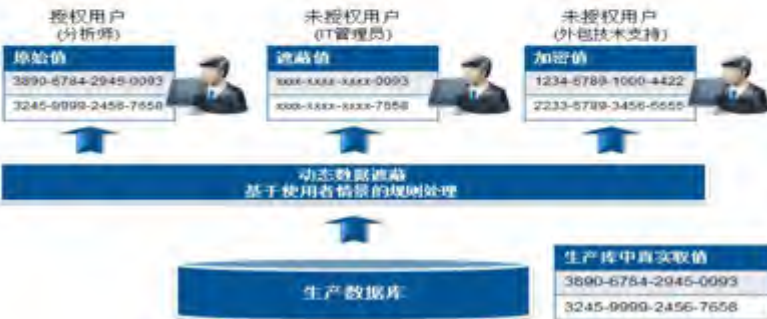 授权用户
(分析师)
未授权用户
(IT管理员)
未授权用户
(外包技术支持)
原始值
3890-6784-2945-0093
3245-9999-2456-7658
遮蔽值
xxxx-xxxx-xxxx-0093
xxxx-xxxx-xxxx-7658
加密值
1234-6789-1000-4422
2233-6789-3456-5555
动态数据遮蔽
基于使用者情景的规则处理
生产数据库
生产库中真实取值
3890-6784-2945-0093
3245-9999-2456-7658